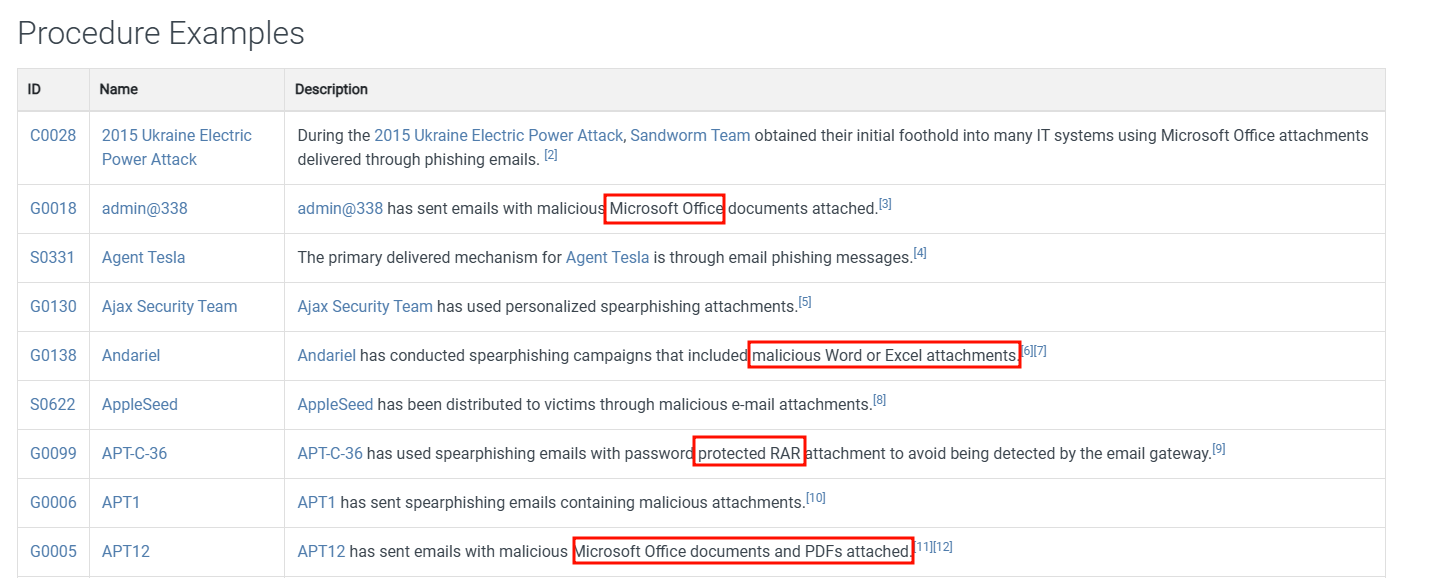 Procedure Examples
ID Name Description
C0028 2015 Ukraine Electric Power Attack During the 2015 Ukraine Electric Power Attack, Sandworm Team obtained their initial foothold into many IT systems using Microsoft Office attachments delivered through phishing emails. [2]
G0018 admin@338 admin@338 has sent emails with malicious Microsoft Office documents attached.[3]
S0331 Agent Tesla The primary delivered mechanism for Agent Tesla is through email phishing messages.[4]
G0130 Ajax Security Team Ajax Security Team has used personalized spearphishing attachments.[5]
G0138 Andariel Andariel has conducted spearphishing campaigns that included malicious Word or Excel attachments.[6][7]
S0622 AppleSeed AppleSeed has been distributed to victims through malicious e-mail attachments.[8]
G0099 APT-C-36 APT-C-36 has used spearphishing emails with password protected RAR attachment to avoid being detected by the email gateway.[9]
G0006 APT1 APT1 has sent spearphishing emails containing malicious attachments.[10]
G0005 APT12 APT12 has sent emails with malicious Microsoft Office documents and PDFs attached.[11][12]